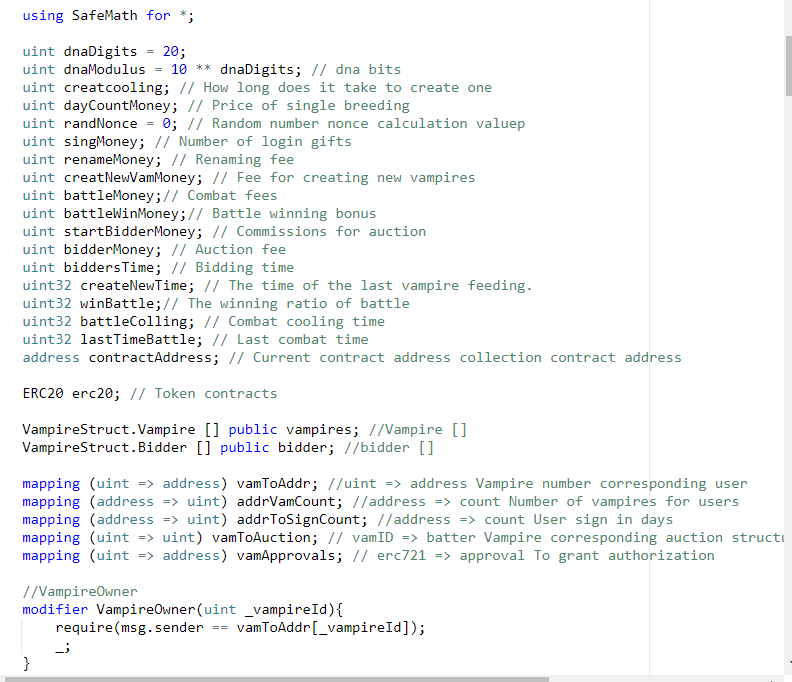 using SafeMath for *;
uint dnaDigits = 20;
uint dnaModulus = 10 ** dnaDigits; // dna bits
uint creatcooling; // How long does it take to create one
uint dayCountMoney; // Price of single breeding
uint randNonce = 0; // Random number nonce calculation valuep
uint singMoney; // Number of login gifts
uint renameMoney; // Renaming fee
uint creatNewVamMoney; // Fee for creating new vampires
uint battleMoney;// Combat fees
uint battleWinMoney;// Battle winning bonus
uint startBidderMoney; // Commissions for auction
uint bidderMoney; // Auction fee
uint biddersTime; // Bidding time
uint32 createNewTime; // The time of the last vampire feeding.
uint32 winBattle;// The winning ratio of battle
uint32 battleColling; // Combat cooling time
uint32 lastTimeBattle; // Last combat time
address contractAddress; // Current contract address collection contract address
ERC20 erc20; // Token contracts
VampireStruct.Vampire [] public vampires; //Vampire []
VampireStruct.Bidder [] public bidder; //bidder []
mapping (uint => address) vamToAddr; //uint => address Vampire number corresponding user
mapping (address => uint) addrVamCount; //address => count Number of vampires for users
mapping (address => uint) addrToSignCount; //address => count User sign in days
mapping (uint => uint) vamToAuction; // vamID => batter Vampire corresponding auction structu
mapping (uint => address) vamApprovals; // erc721 => approval To grant authorization
//VampireOwner
modifier VampireOwner(uint _vampireId){
require(msg.sender == vamToAddr[_vampireId]);
_;
}